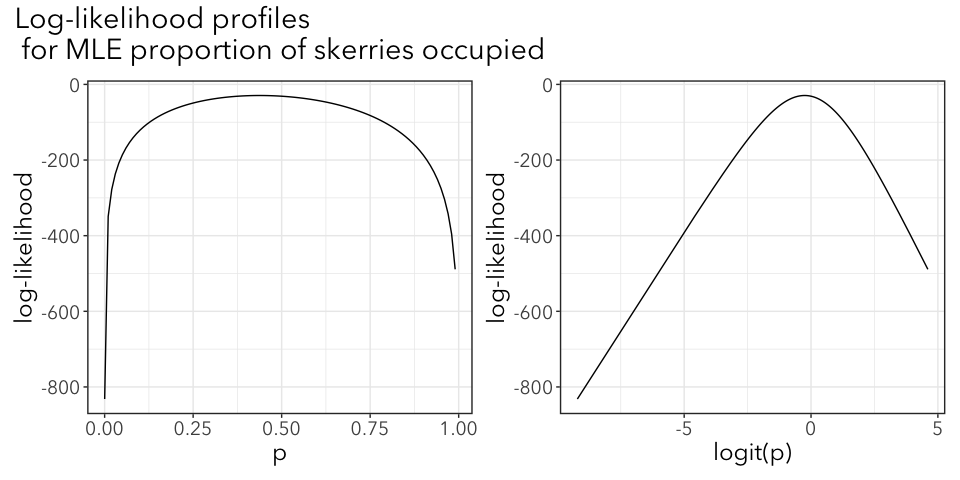 Log-likelihood profiles
for MLE proportion of skerries occupied
log-likelihood
0
-200
-400
-600
-800
0.00 0.25 0.50 0.75 1.00
p
log-likelihood
0
-200
-400
-600
-800
-5 0 5
logit(p)